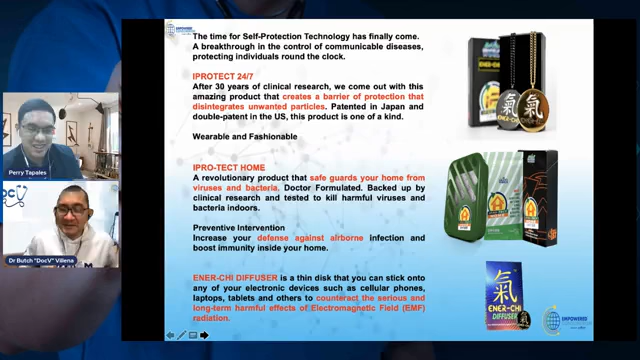 The time for Self-Protection Technology has finally come.
A breakthrough in the control of communicable diseases,
protecting individuals round the clock.
IPROTECT 24/7
After 30 years of clinical research, we come out with this
amazing product that creates a barrier of protection that
disintegrates unwanted particles. Patented in Japan and
double-patent in the US, this product is one of a kind.
Wearable and Fashionable
IPRO-TECT HOME
A revolutionary product that safe guards your home from
viruses and bacteria. Doctor Formulated. Backed up by
clinical research and tested to kill harmful viruses and
bacteria indoors.
Preventive Intervention
Increase your defense against airborne infection and
boost immunity inside your home.
ENER-CHI DIFFUSER is a thin disk that you can stick onto
any of your electronic devices such as cellular phones,
laptops, tablets and others to counteract the serious and
long-term harmful effects of Electromagnetic Field (EMF)
radiation.
Perry Tapales
Dr Butch "DocV" Villena
氣
ENER-CHI
氣
ENER-CHI
DIFFUSER
EMPOWERED